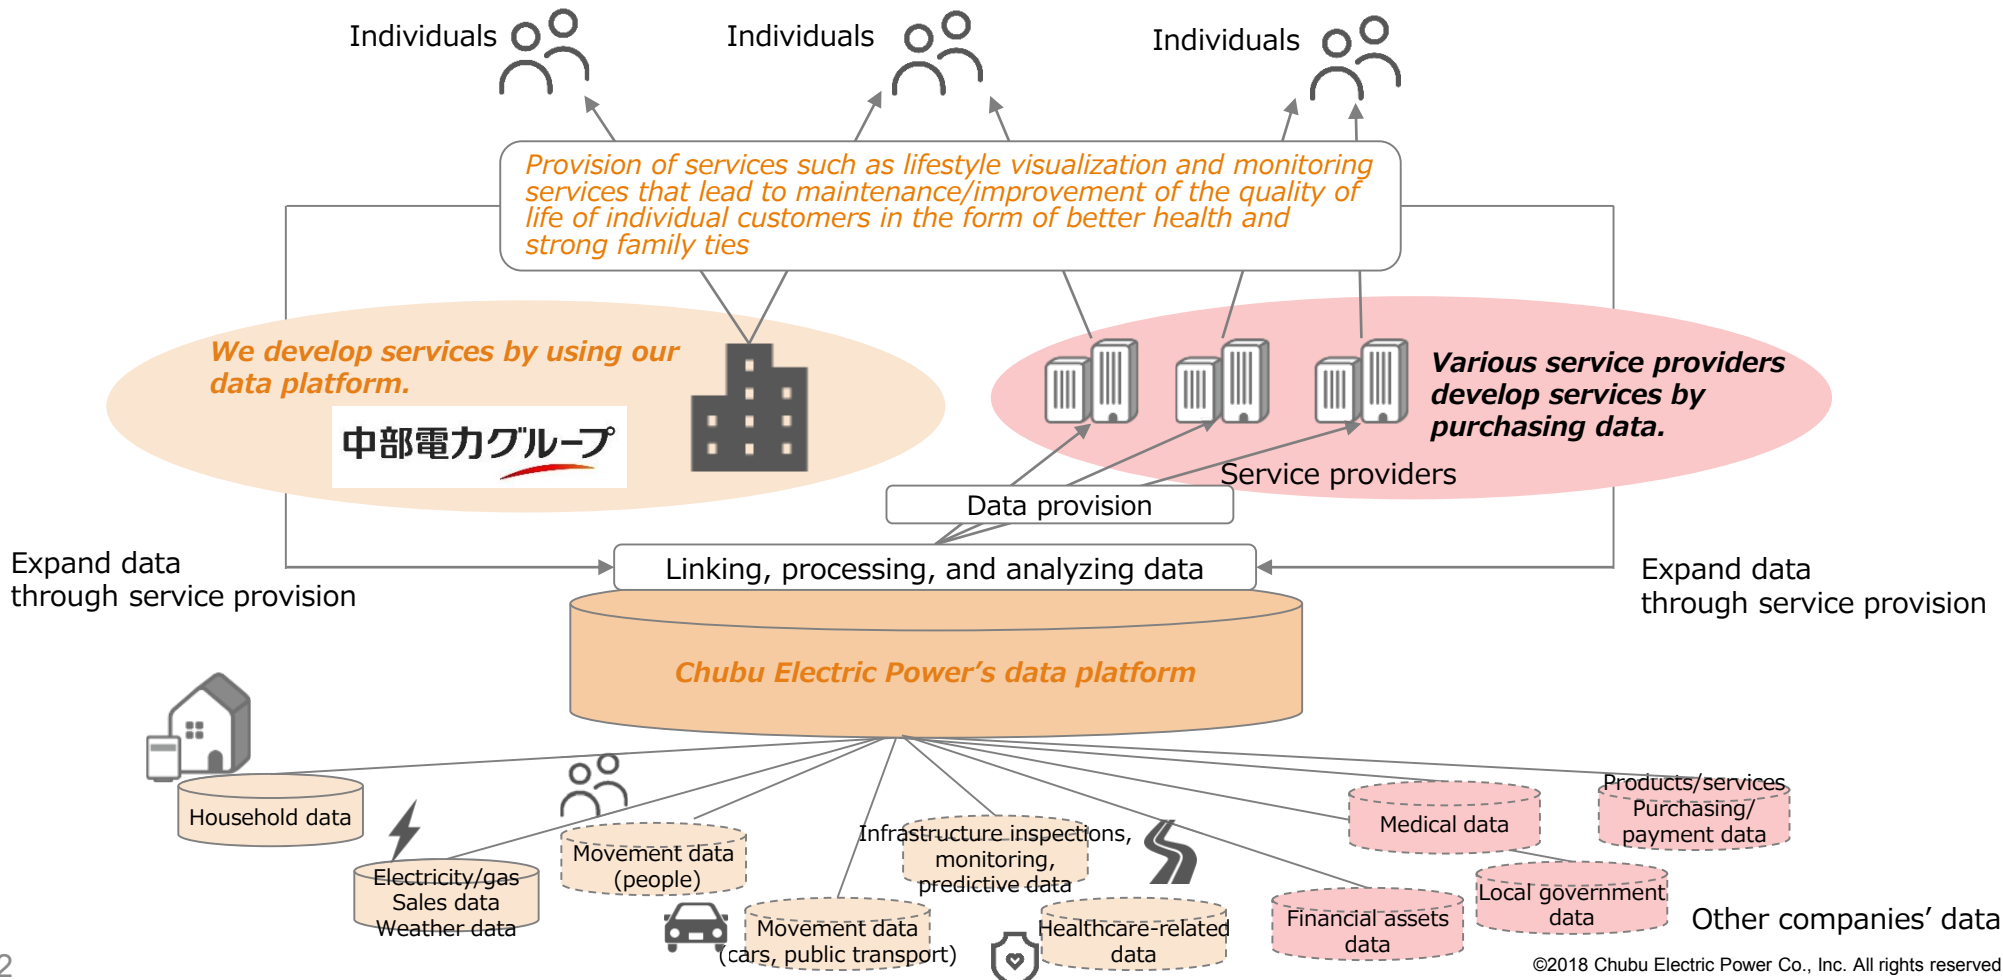 Individuals
Individuals
Individuals
Provision of services such as lifestyle visualization and monitoring
services that lead to maintenance/improvement of the quality of
life of individual customers in the form of better health and
strong family ties
We develop services by using our
data platform.
中部電力グループ
Various service providers
develop services by
purchasing data.
Service providers
Data provision
Expand data
through service provision
Linking, processing, and analyzing data
Expand data
through service provision
Chubu Electric Power's data platform
Household data
Electricity/gas
Sales data
Weather data
Movement data
(people)
Movement data
(cars, public transport)
Infrastructure inspections,
monitoring,
predictive data
Healthcare-related
data
Financial assets
data
Medical data
Local government
data
Products/services
Purchasing/
payment data
Other companies' data
2
©2018 Chubu Electric Power Co., Inc. All rights reserved